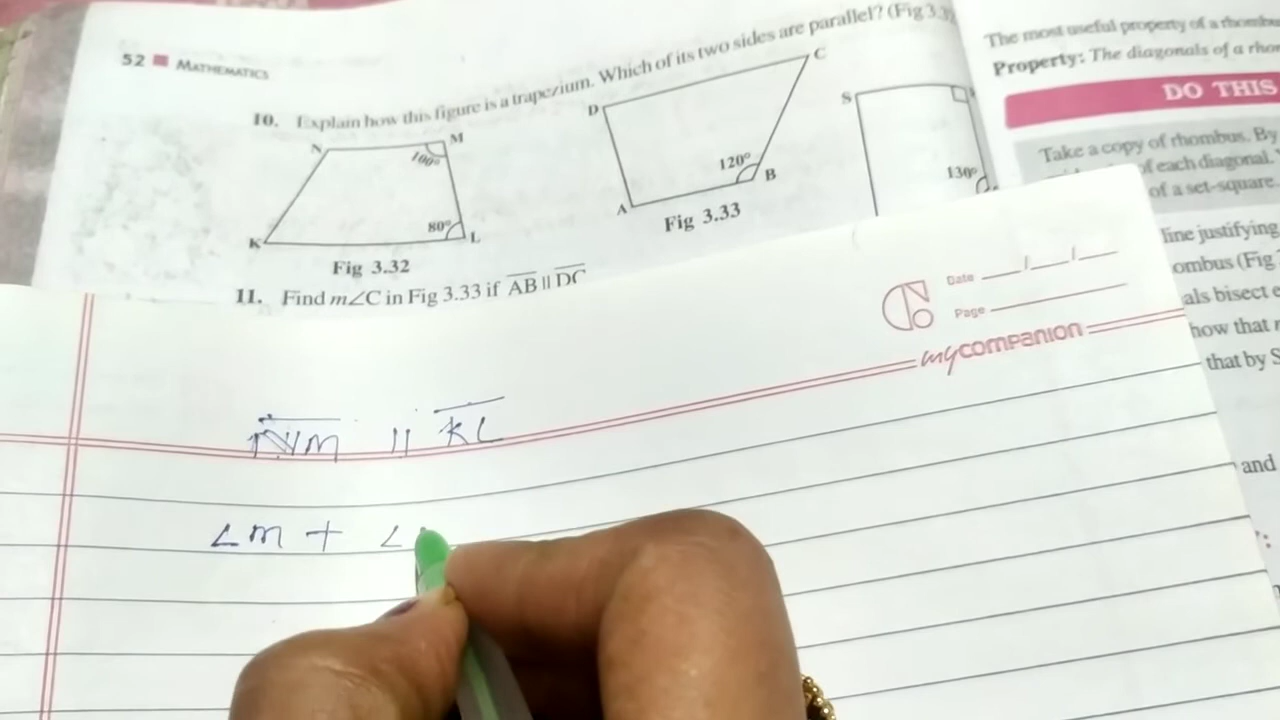 52 MATHEMATICS
10. Explain how this figure is a trapezium. Which of its two sides are parallel? (Fig 3.32
N M 100° 80° K L
Fig 3.32
D C 120° B A
Fig 3.33
S 130°
11. Find m∠C in Fig 3.33 if AB || DC
The most useful property of a rhombu
Property: The diagonals of a rhom
DO THIS
Take a copy of rhombus. By
of each diagonal.
of a set-square.
line justifying
ombus (Fig
als bisect e
how that
that by S
and
Date
Page
mycompanion
NM || KL
∠M + ∠